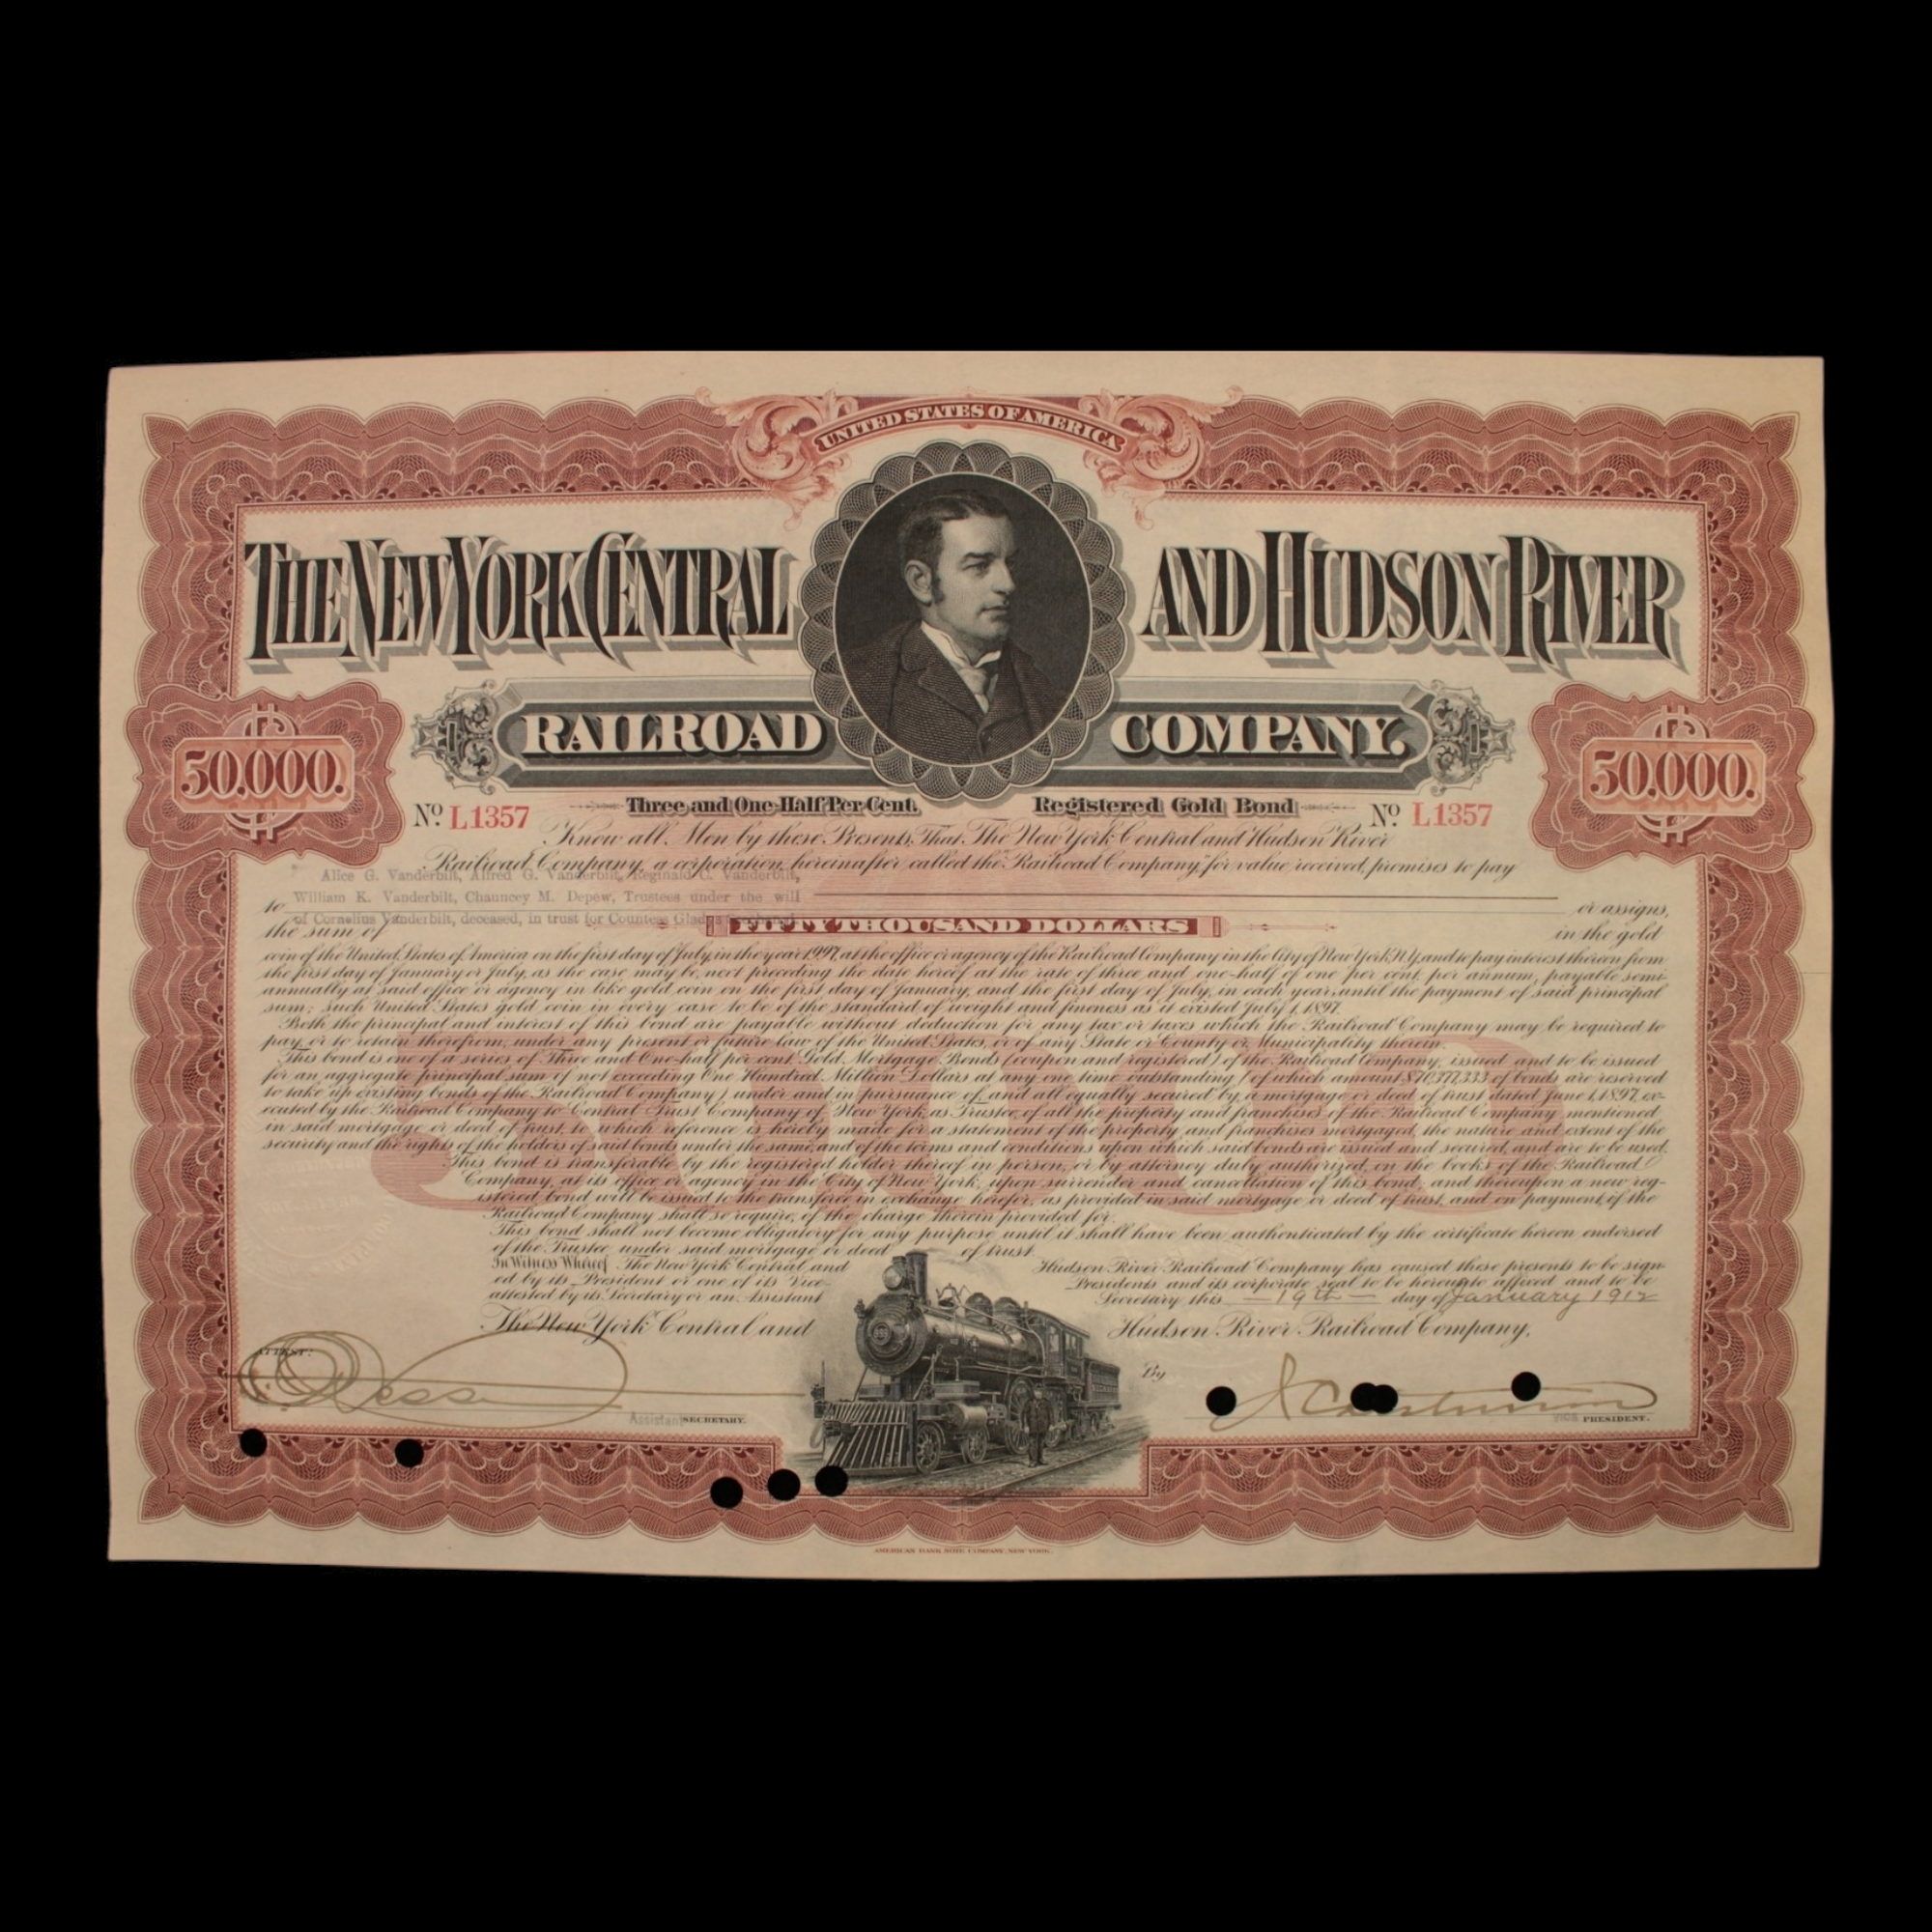 UNITED STATES OF AMERICA
THE NEW YORK CENTRAL AND HUDSON RIVER
RAILROAD COMPANY.
50.000. 50.000.
Three and One-Half Per Cent. Registered Gold Bond
No. L1357 No. L1357
Know all Men by these Presents, That The New York Central and Hudson River
Railroad Company, a corporation, hereinafter called the "Railroad Company," for value received, promises to pay
Alice G. Vanderbilt, Alfred G. Vanderbilt, Reginald C. Vanderbilt,
to William K. Vanderbilt, Chauncey M. Depew, Trustees under the will or assigns,
of Cornelius Vanderbilt, deceased, in trust for Countess
the sum of FIFTY THOUSAND DOLLARS in the gold
coin of the United States of America on the first day of July, in the year 1997, at the office or agency of the Railroad Company in the City of New York, N.Y., and to pay interest thereon from
the first day of January or July, as the case may be, next preceding the date hereof at the rate of three and one-half of one per cent. per annum, payable semi-
annually at said office or agency in like gold coin on the first day of January, and the first day of July, in each year, until the payment of said principal
sum; such United States gold coin in every case to be of the standard of weight and fineness as it existed July 1, 1897.
Both the principal and interest of this bond are payable without deduction for any tax or taxes which the Railroad Company may be required to
pay, or to retain therefrom, under any present or future law of the United States, or of any State or County or Municipality therein.
This bond is one of a series of Three and One-half per cent. Gold Mortgage Bonds (coupon and registered) of the Railroad Company, issued and to be issued
for an aggregate principal sum of not exceeding One Hundred Million Dollars at any one time outstanding (of which amount $70,377,333 of bonds are reserved
to take up existing bonds of the Railroad Company) under and in pursuance of, and all equally secured by, a mortgage or deed of trust dated June 1, 1897, ex-
ecuted by the Railroad Company to Central Trust Company of New York, as Trustee, of all the property and franchises of the Railroad Company mentioned
in said mortgage or deed of trust, to which reference is hereby made for a statement of the property and franchises mortgaged, the nature and extent of the
security and the rights of the holders of said bonds under the same, and of the terms and conditions upon which said bonds are issued and secured, and are to be used.
This bond is transferable by the registered holder thereof in person, or by attorney duly authorized, on the books of the Railroad
Company, at its office or agency in the City of New York, upon surrender and cancellation of this bond, and thereupon a new reg-
istered bond will be issued to the transferee in exchange herefor, as provided in said mortgage or deed of trust, and on payment, if the
Railroad Company shall so require, of the charge therein provided for.
This bond shall not become obligatory for any purpose until it shall have been authenticated by the certificate hereon endorsed
of the Trustee under said mortgage or deed of trust.
In Witness Whereof The New York Central and Hudson River Railroad Company has caused these presents to be sign-
ed by its President or one of its Vice- Presidents and its corporate seal to be hereunto affixed and to be
attested by its Secretary or an Assistant Secretary this 19th day of January 1912
The New York Central and Hudson River Railroad Company,
ATTEST: By
Assistant SECRETARY. VICE PRESIDENT.
999
AMERICAN BANK NOTE COMPANY, NEW YORK.